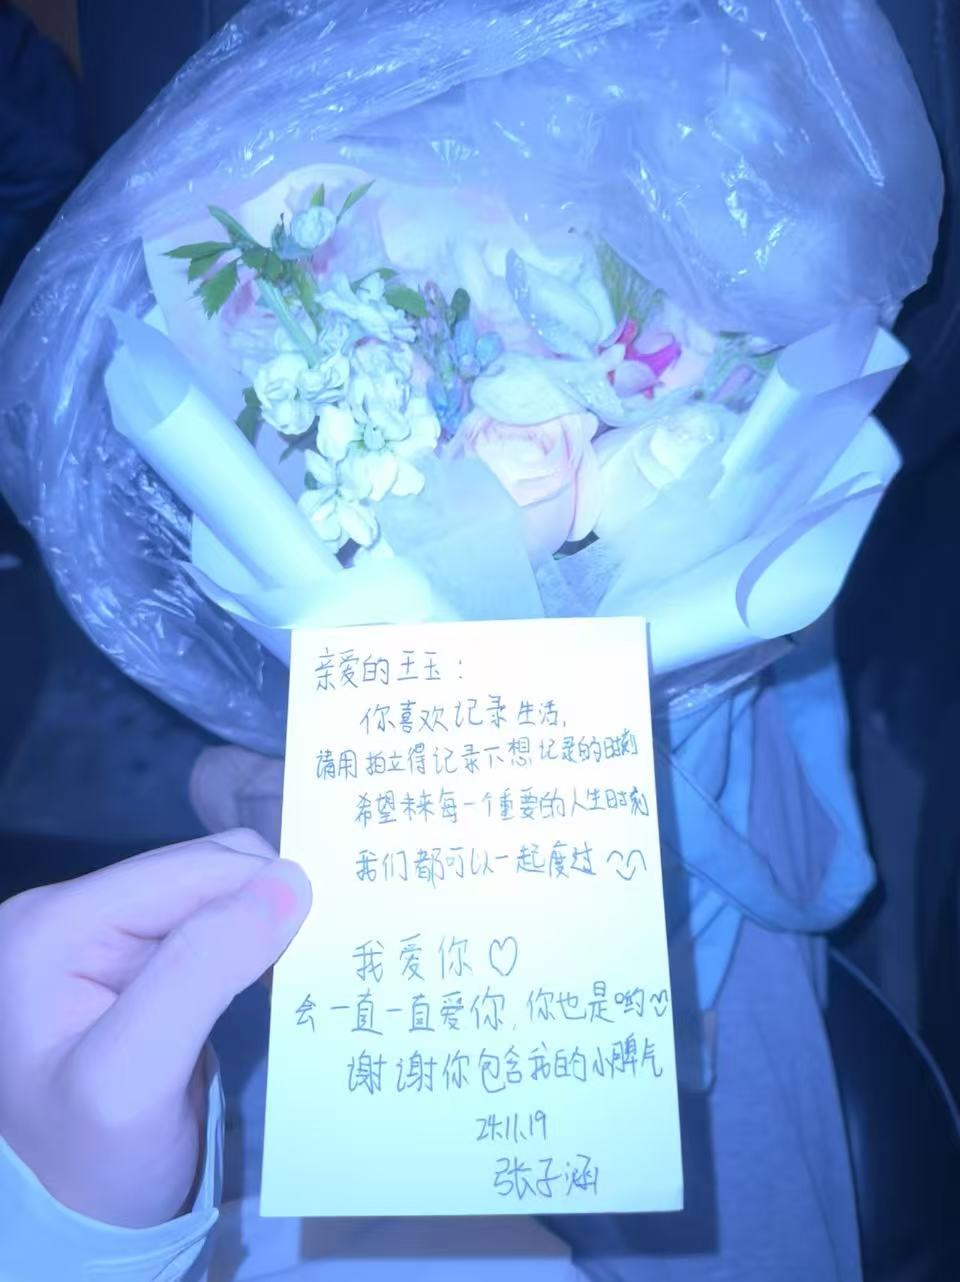 亲爱的王玉：
你喜欢记录生活，
请用拍立得记录下想记录的时刻
希望未来每一个重要的人生时刻
我们都可以一起度过
我爱你♡
会一直一直爱你，你也是哟
谢谢你包含我的小脾气
24.11.19
张子涵